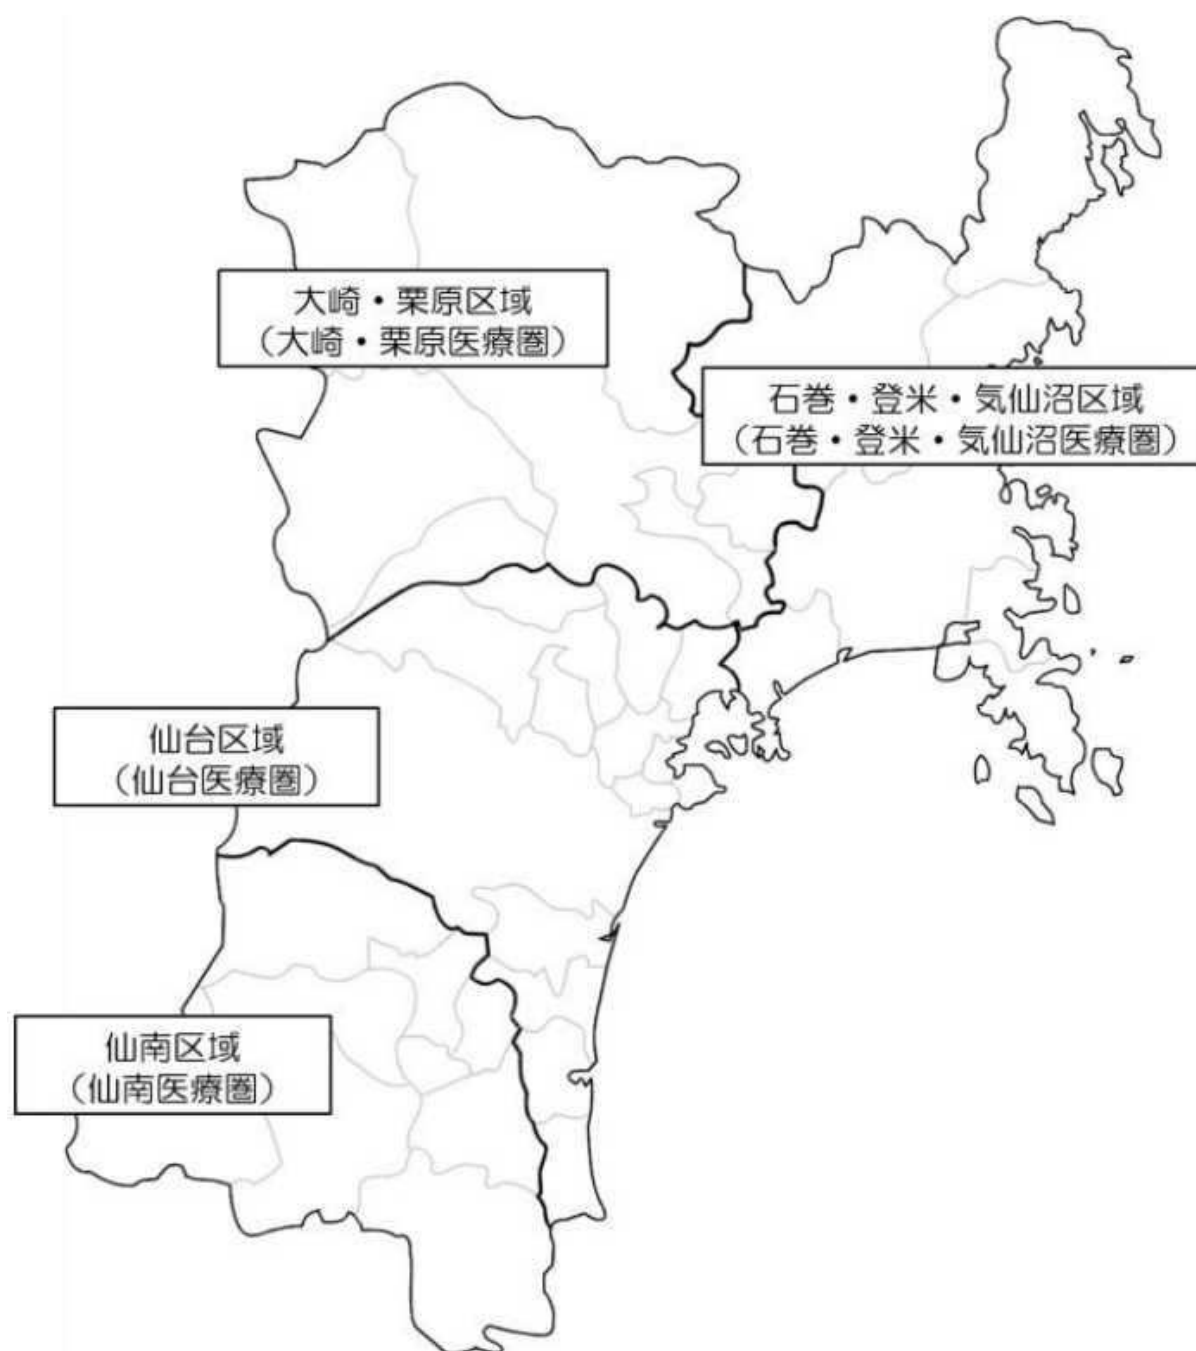 大崎・栗原区域
（大崎・栗原医療圏）
石巻・登米・気仙沼区域
（石巻・登米・気仙沼医療圏）
仙台区域
（仙台医療圏）
仙南区域
（仙南医療圏）